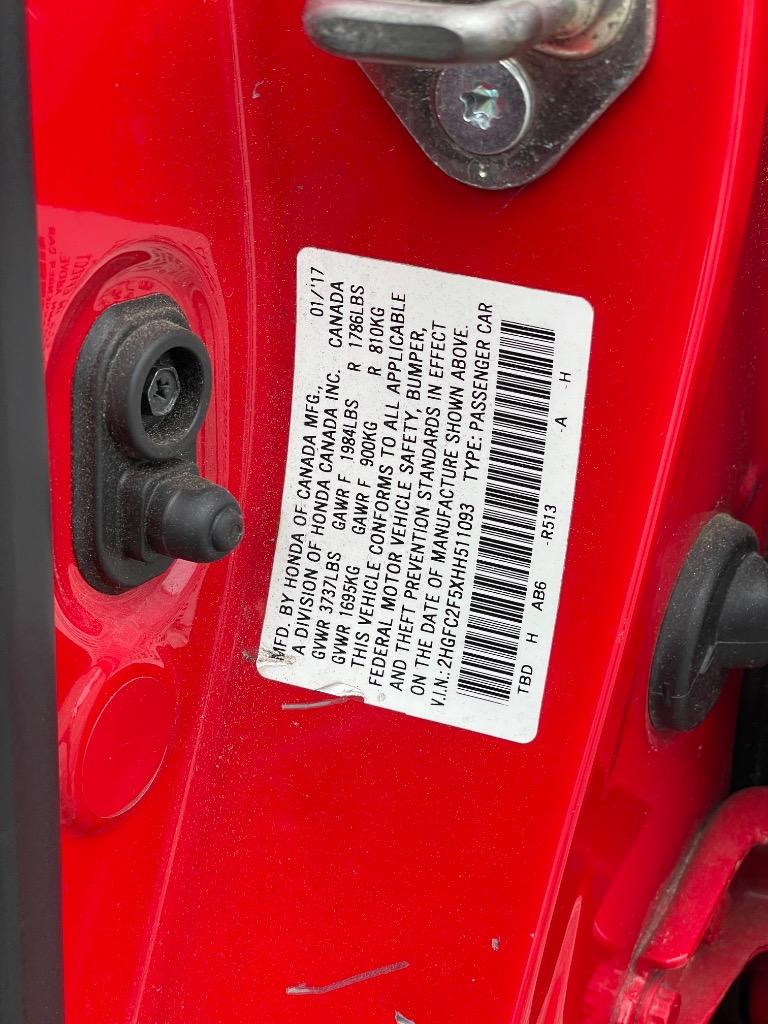 MFD. BY HONDA OF CANADA MFG., 01/'17
A DIVISION OF HONDA CANADA INC. CANADA
GVWR 3737LBS GAWR F 1984LBS R 1786LBS
GVWR 1695KG GAWR F 900KG R 810KG
THIS VEHICLE CONFORMS TO ALL APPLICABLE
FEDERAL MOTOR VEHICLE SAFETY, BUMPER,
AND THEFT PREVENTION STANDARDS IN EFFECT
ON THE DATE OF MANUFACTURE SHOWN ABOVE.
V.I.N.:2HGFC2F5XHH511093 TYPE: PASSENGER CAR
TBD H AB6 -R513 -A -H